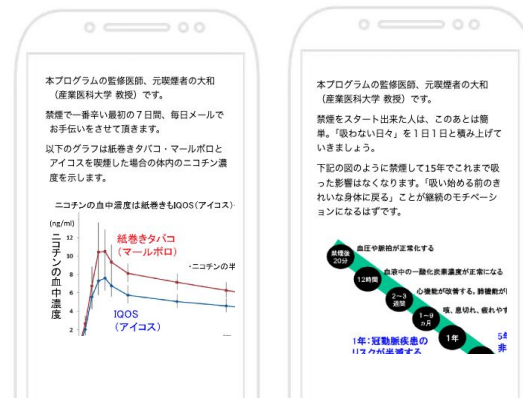 本プログラムの監修医師、元喫煙者の大和
（産業医科大学 教授）です。
禁煙で一番辛い最初の７日間、毎日メールで
お手伝いをさせて頂きます。
以下のグラフは紙巻きタバコ・マールボロと
アイコスを喫煙した場合の体内のニコチン濃
度を示します。
ニコチンの血中濃度は紙巻きもIQOS（アイコス）
(ng/ml)
ニコチンの血中濃度
12
10
8
6
4
2
紙巻きタバコ
（マールボロ）
・ニコチンの半
IQOS
（アイコス）
本プログラムの監修医師、元喫煙者の大和
（産業医科大学 教授）です。
禁煙をスタート出来た人は、このあとは簡
単。「吸わない日々」を１日１日と積み上げて
いきましょう。
下記の図のように禁煙して15年でこれまで吸
った影響はなくなります。「吸い始める前のき
れいな身体に戻る」ことが継続のモチベーシ
ョンになるはずです。
禁煙後
20分
血圧や脈拍が正常化する
12時間
血液中の一酸化炭素濃度が正常になる
2〜3
週間
心機能が改善する。肺機能が
1〜9
ヵ月
咳、息切れ、疲れやす
1年
1年：冠動脈疾患の
リスクが半減する
5年
非